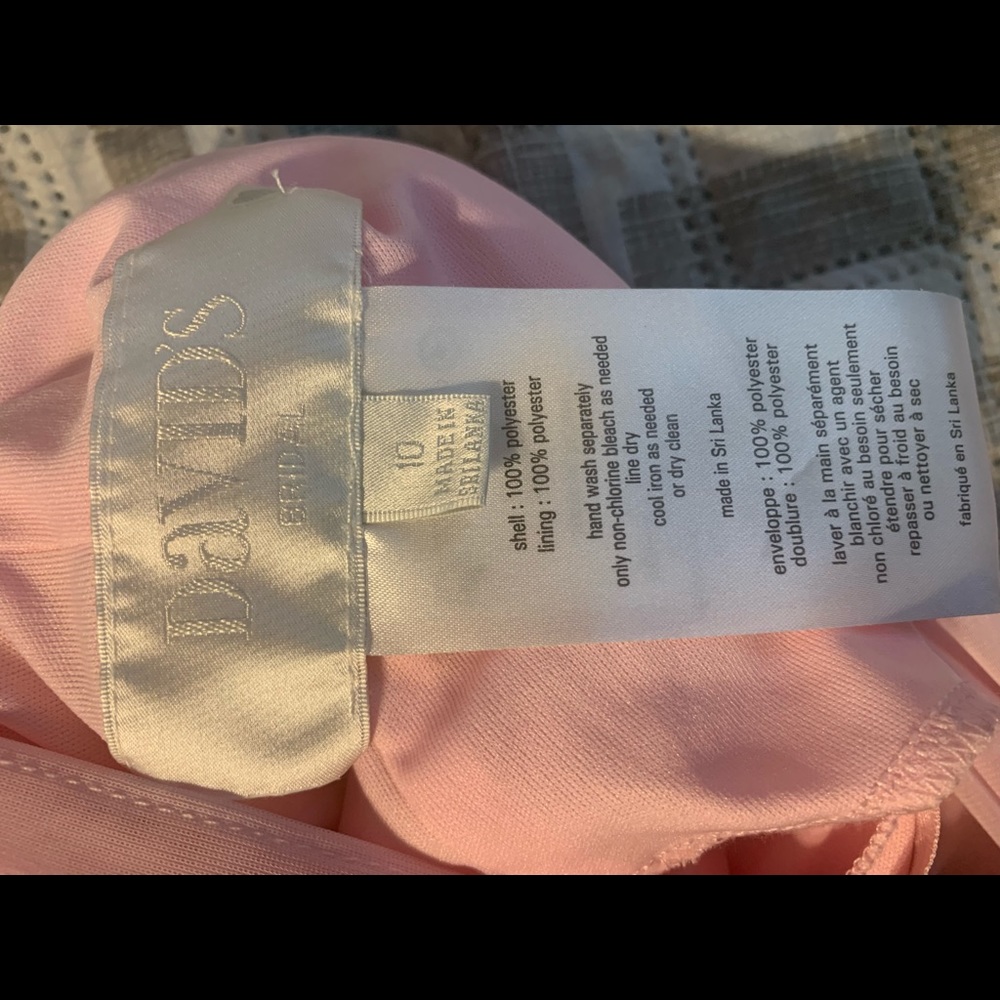 DaVID'S
BRIDAL
10
MADE IN
SRI LANKA
shell : 100% polyester
lining : 100% polyester
hand wash separately
only non-chlorine bleach as needed
line dry
cool iron as needed
or dry clean
made in Sri Lanka
enveloppe : 100% polyester
doublure : 100% polyester
laver à la main séparément
blanchir avec un agent
non chloré au besoin seulement
étendre pour sécher
repasser à froid au besoin
ou nettoyer à sec
fabriqué en Sri Lanka